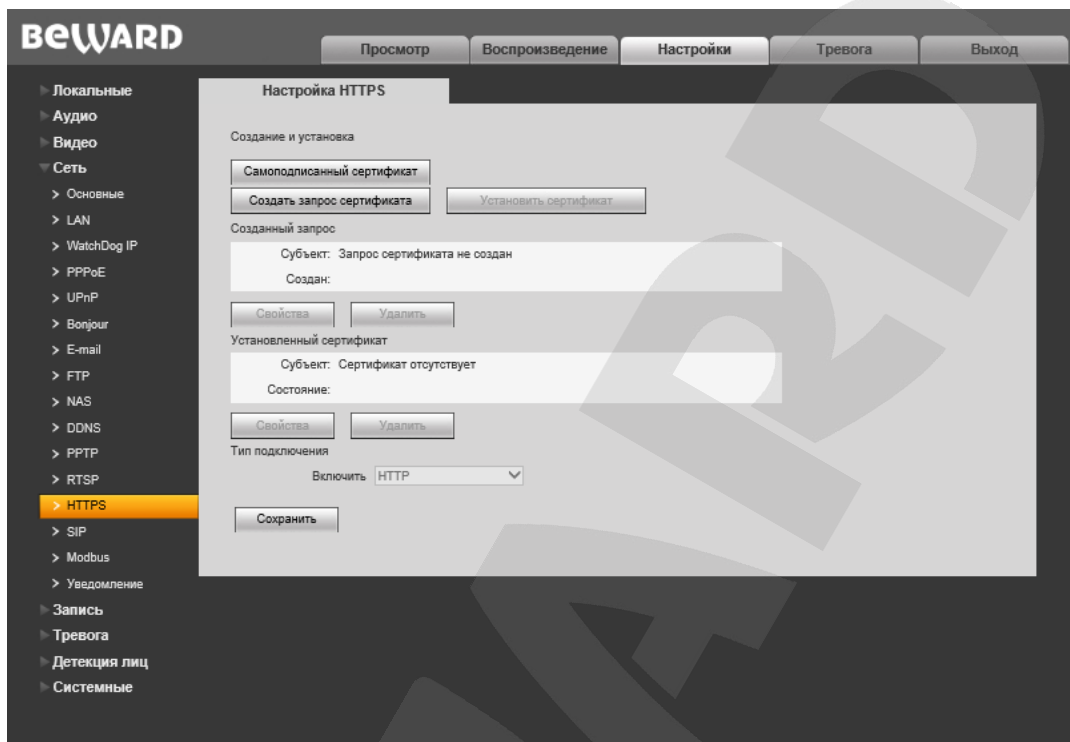 BEWARD
Просмотр Воспроизведение Настройки Тревога Выход
Локальные
Аудио
Видео
Сеть
> Основные
> LAN
> WatchDog IP
> PPPoE
> UPnP
> Bonjour
> E-mail
> FTP
> NAS
> DDNS
> PPTP
> RTSP
> HTTPS
> SIP
> Modbus
> Уведомление
Запись
Тревога
Детекция лиц
Системные
Настройка HTTPS
Создание и установка
Самоподписанный сертификат
Создать запрос сертификата Установить сертификат
Созданный запрос
Субъект: Запрос сертификата не создан
Создан:
Свойства Удалить
Установленный сертификат
Субъект: Сертификат отсутствует
Состояние:
Свойства Удалить
Тип подключения
Включить HTTP
Сохранить